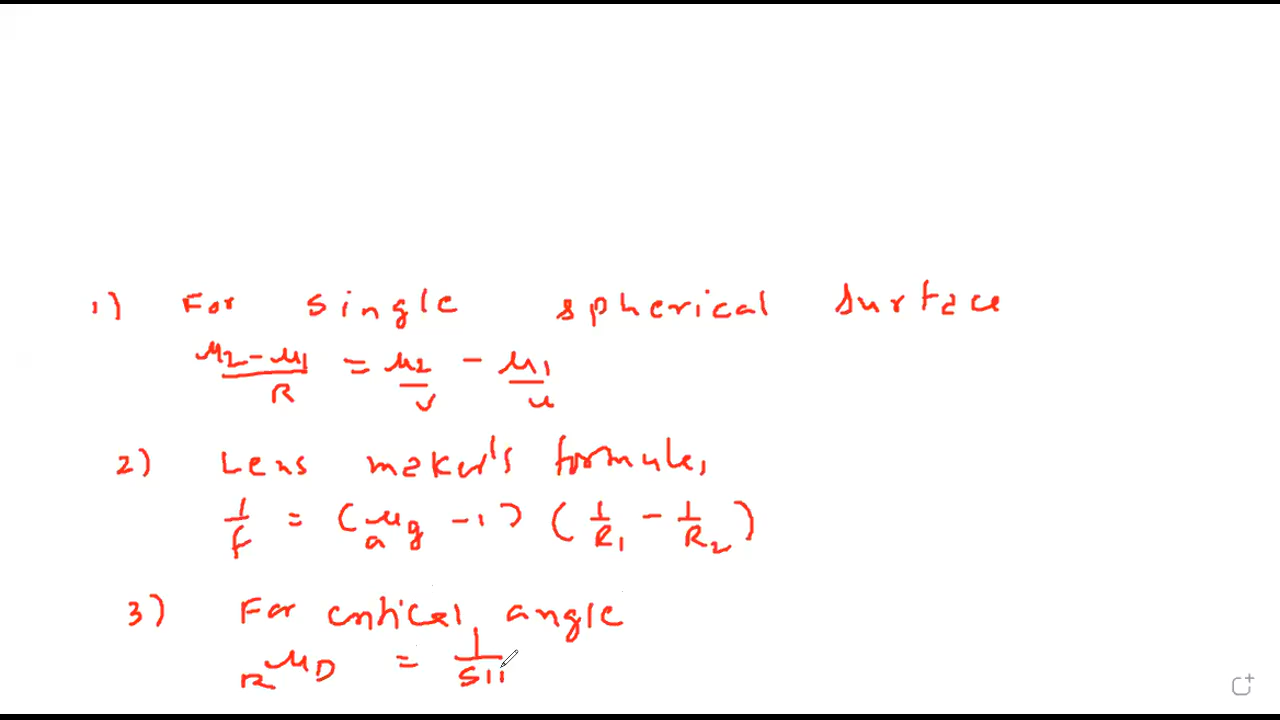 1) For single spherical surface
μ2 - μ1 / R = μ2 / v - μ1 / u
2) Lens maker's formula,
1/f = (aμg - 1) (1/R1 - 1/R2)
3) For critical angle
RμD = 1/sin